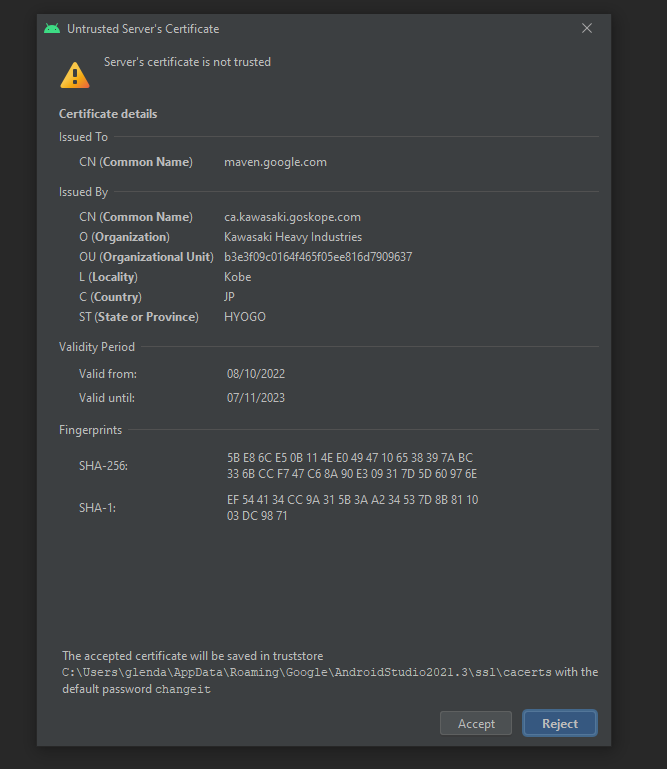 Untrusted Server's Certificate
Server's certificate is not trusted
Certificate details
Issued To
CN (Common Name) maven.google.com
Issued By
CN (Common Name) ca.kawasaki.goskope.com
O (Organization) Kawasaki Heavy Industries
OU (Organizational Unit) b3e3f09c0164f465f05ee816d7909637
L (Locality) Kobe
C (Country) JP
ST (State or Province) HYOGO
Validity Period
Valid from: 08/10/2022
Valid until: 07/11/2023
Fingerprints
SHA-256: 5B E8 6C E5 0B 11 4E E0 49 47 10 65 38 39 7A BC
33 6B CC F7 47 C6 8A 90 E3 09 31 7D 5D 60 97 6E
SHA-1: EF 54 41 34 CC 9A 31 5B 3A A2 34 53 7D 8B 81 10
03 DC 98 71
The accepted certificate will be saved in truststore
C:\Users\glenda\AppData\Roaming\Google\AndroidStudio2021.3\ssl\cacerts with the
default password changeit
Accept Reject